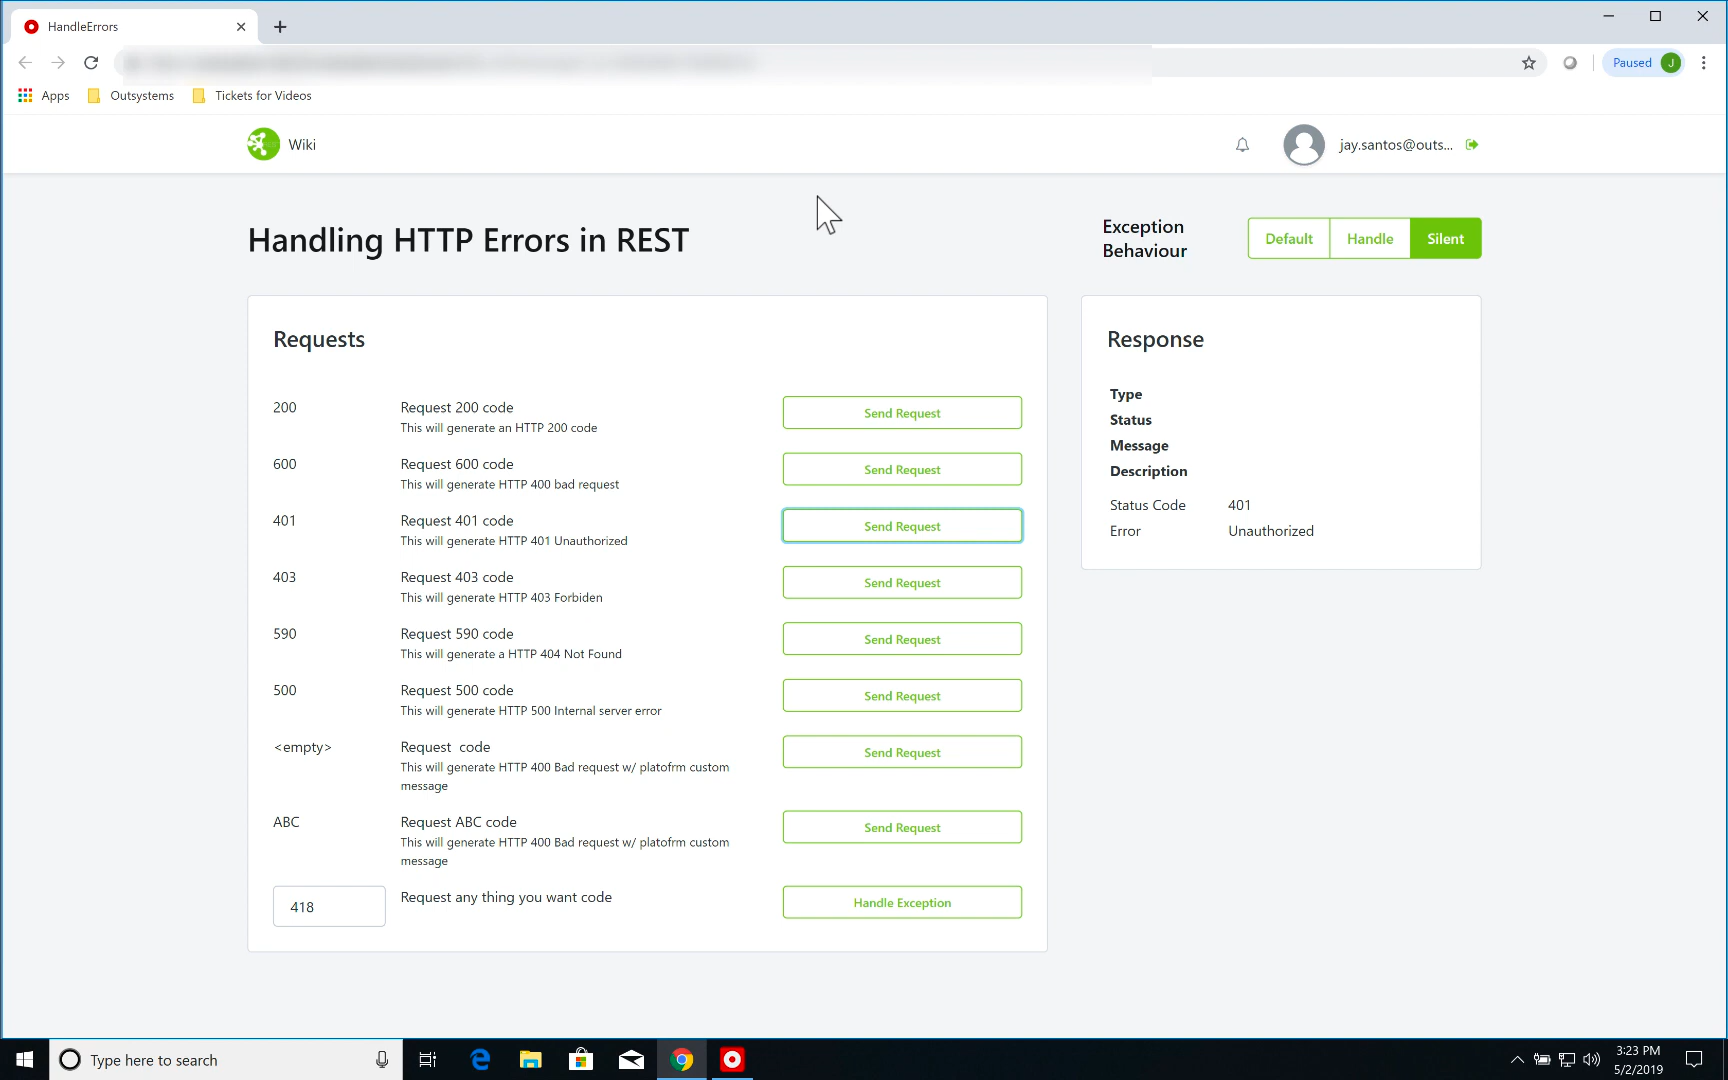 HandleErrors
Paused J
Apps Outsystems Tickets for Videos
Wiki
jay.santos@outs...
Handling HTTP Errors in REST
Exception
Behaviour
Default Handle Silent
Requests
200 Request 200 code Send Request
This will generate an HTTP 200 code
600 Request 600 code Send Request
This will generate HTTP 400 bad request
401 Request 401 code Send Request
This will generate HTTP 401 Unauthorized
403 Request 403 code Send Request
This will generate HTTP 403 Forbiden
590 Request 590 code Send Request
This will generate a HTTP 404 Not Found
500 Request 500 code Send Request
This will generate HTTP 500 Internal server error
<empty> Request code Send Request
This will generate HTTP 400 Bad request w/ platofrm custom
message
ABC Request ABC code Send Request
This will generate HTTP 400 Bad request w/ platofrm custom
message
418 Request any thing you want code Handle Exception
Response
Type
Status
Message
Description
Status Code 401
Error Unauthorized
Type here to search
3:23 PM
5/2/2019